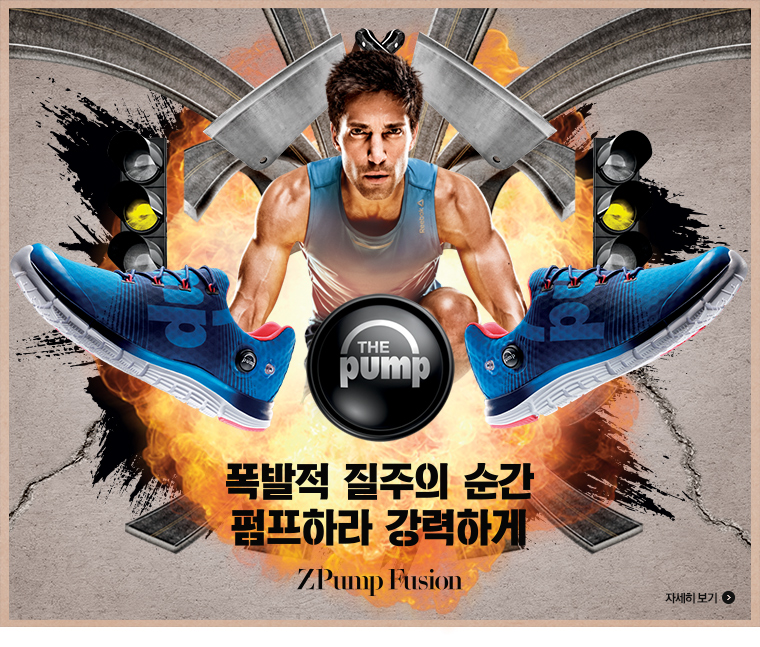 Reebok
THE
pump
폭발적 질주의 순간
펌프하라 강력하게
ZPump Fusion
자세히 보기